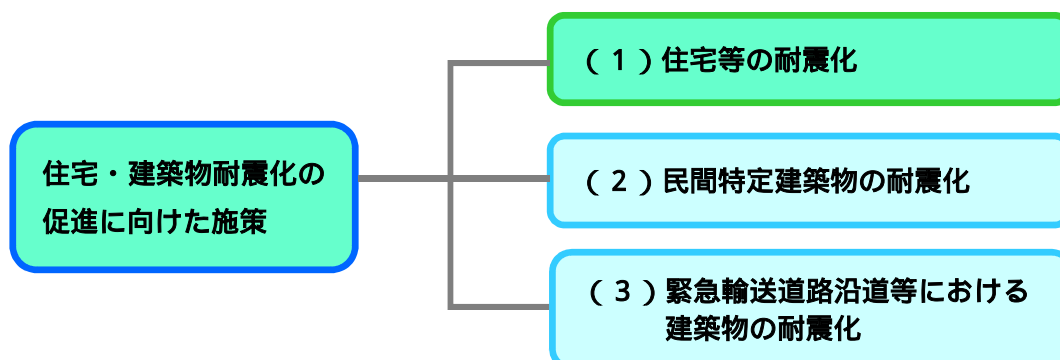 住宅・建築物耐震化の
促進に向けた施策
（１）住宅等の耐震化
（２）民間特定建築物の耐震化
（３）緊急輸送道路沿道等における
建築物の耐震化